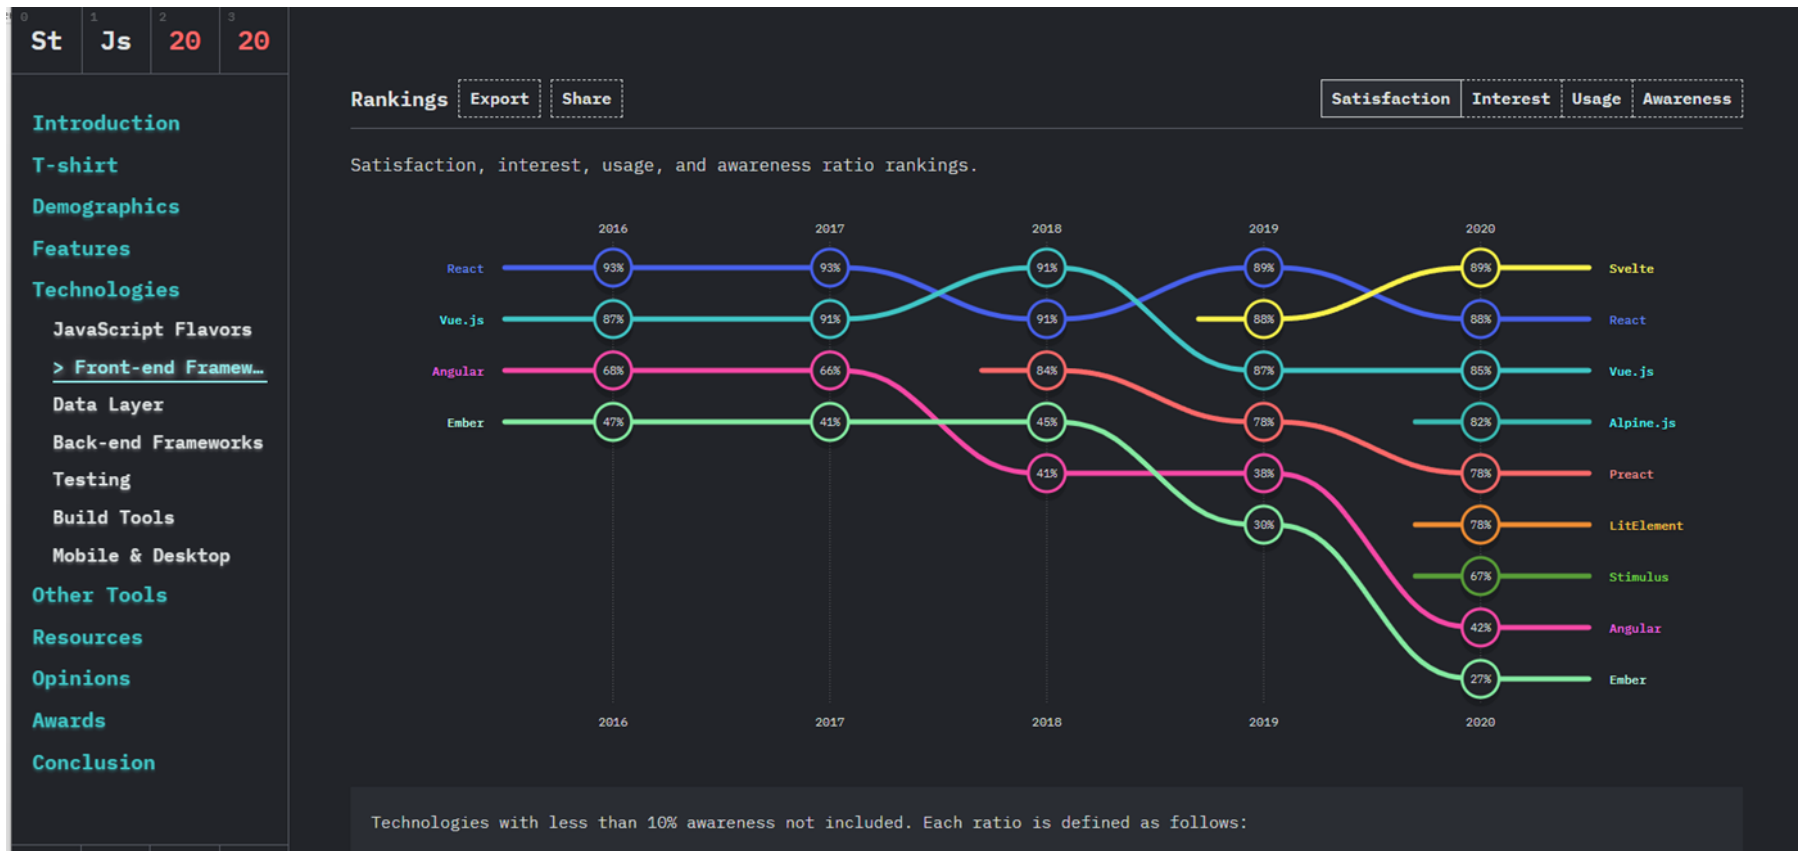 0 1 2 3
St Js 20 20
Introduction
T-shirt
Demographics
Features
Technologies
JavaScript Flavors
> Front-end Framew…
Data Layer
Back-end Frameworks
Testing
Build Tools
Mobile & Desktop
Other Tools
Resources
Opinions
Awards
Conclusion
Rankings Export Share Satisfaction Interest Usage Awareness
Satisfaction, interest, usage, and awareness ratio rankings.
2016 2017 2018 2019 2020
React 93% 93% 91% 89% 89% Svelte
Vue.js 87% 91% 91% 88% 88% React
Angular 68% 66% 84% 87% 85% Vue.js
Ember 47% 41% 45% 78% 82% Alpine.js
41% 38% 78% Preact
30% 78% LitElement
67% Stimulus
42% Angular
27% Ember
2016 2017 2018 2019 2020
Technologies with less than 10% awareness not included. Each ratio is defined as follows: